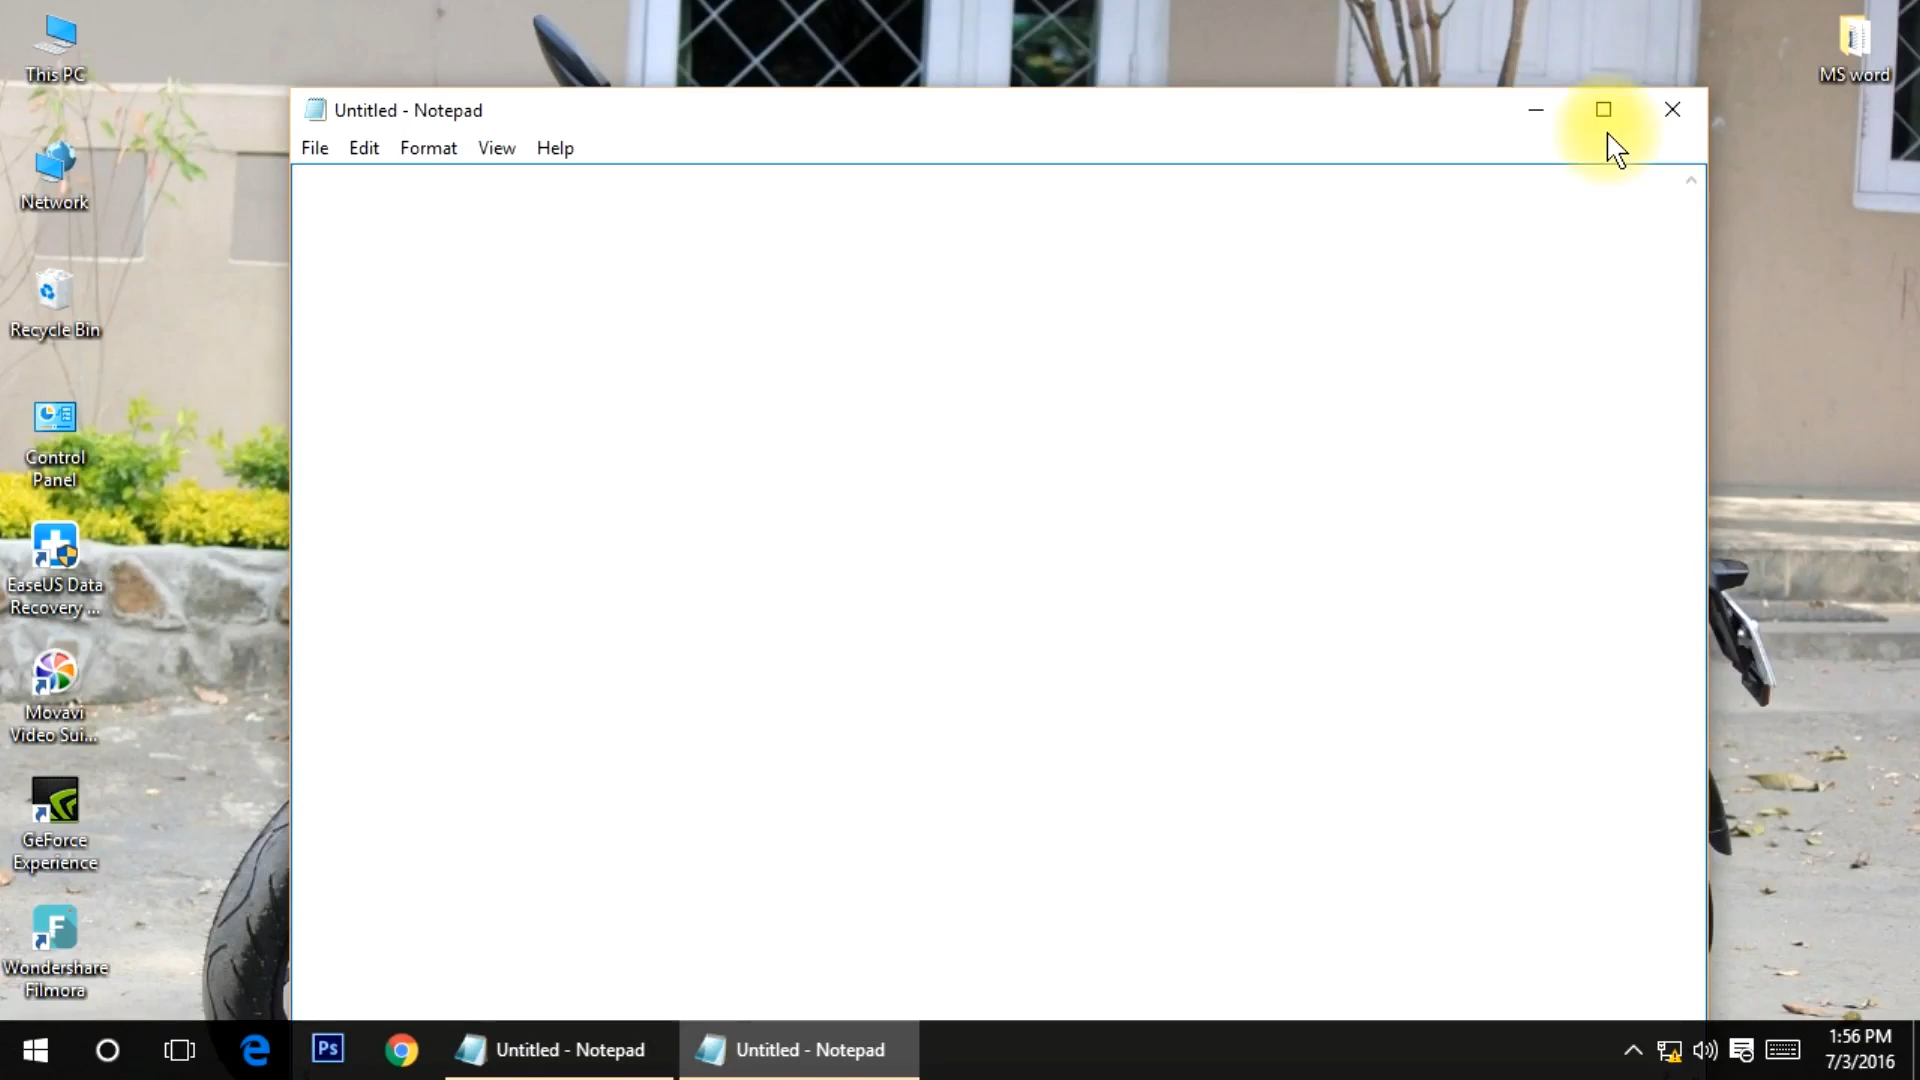 This PC
MS word
Untitled - Notepad
File Edit Format View Help
Network
Recycle Bin
Control
Panel
EaseUS Data
Recovery ...
Movavi
Video Sui...
GeForce
Experience
F
Wondershare
Filmora
Ps
Untitled - Notepad
Untitled - Notepad
1:56 PM
7/3/2016